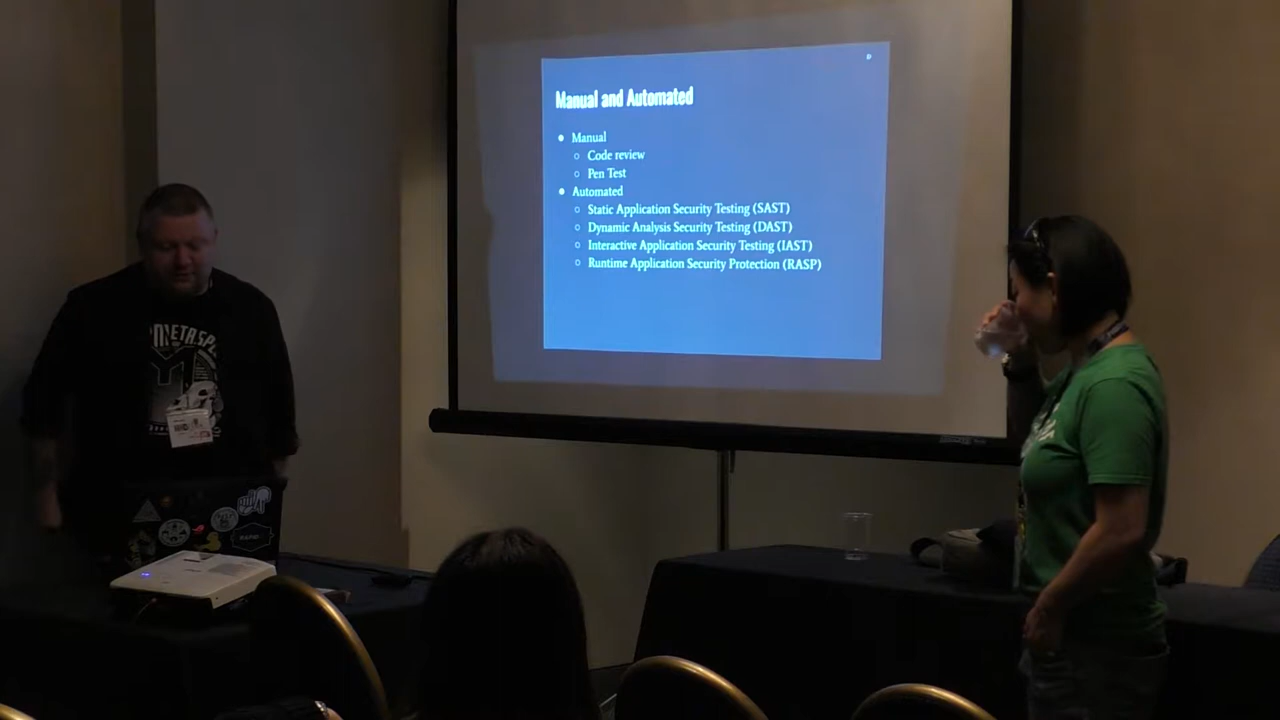 Manual and Automated
Manual
Code review
Pen Test
Automated
Static Application Security Testing (SAST)
Dynamic Analysis Security Testing (DAST)
Interactive Application Security Testing (IAST)
Runtime Application Security Protection (RASP)
METASPL